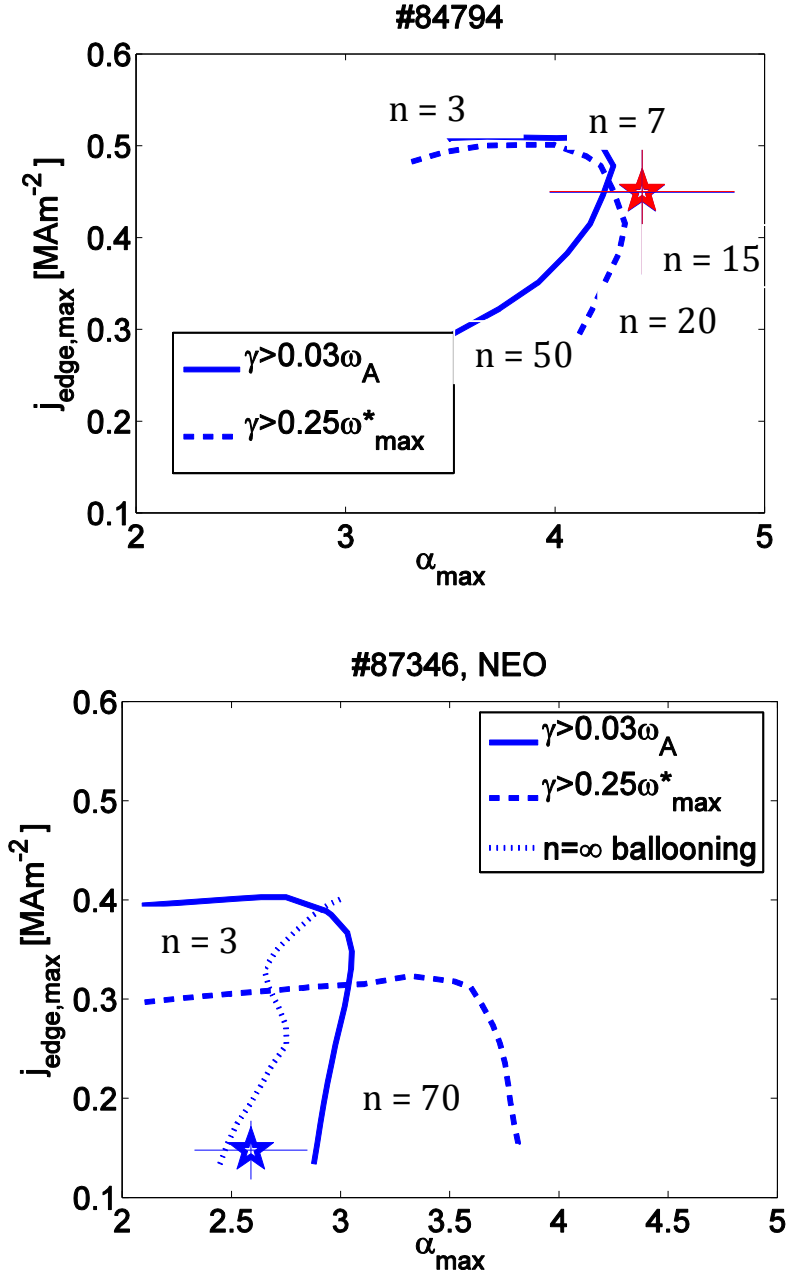 #84794
0.6
0.5
0.4
0.3
0.2
0.1
j_edge,max [MAm^-2]
n = 3
n = 7
n = 15
n = 20
n = 50
γ>0.03ω_A
γ>0.25ω*_max
2
3
4
5
α_max
#87346, NEO
0.6
0.5
0.4
0.3
0.2
0.1
j_edge,max [MAm^-2]
γ>0.03ω_A
γ>0.25ω*_max
n=∞ ballooning
n = 3
n = 70
2
2.5
3
3.5
4
4.5
5
α_max